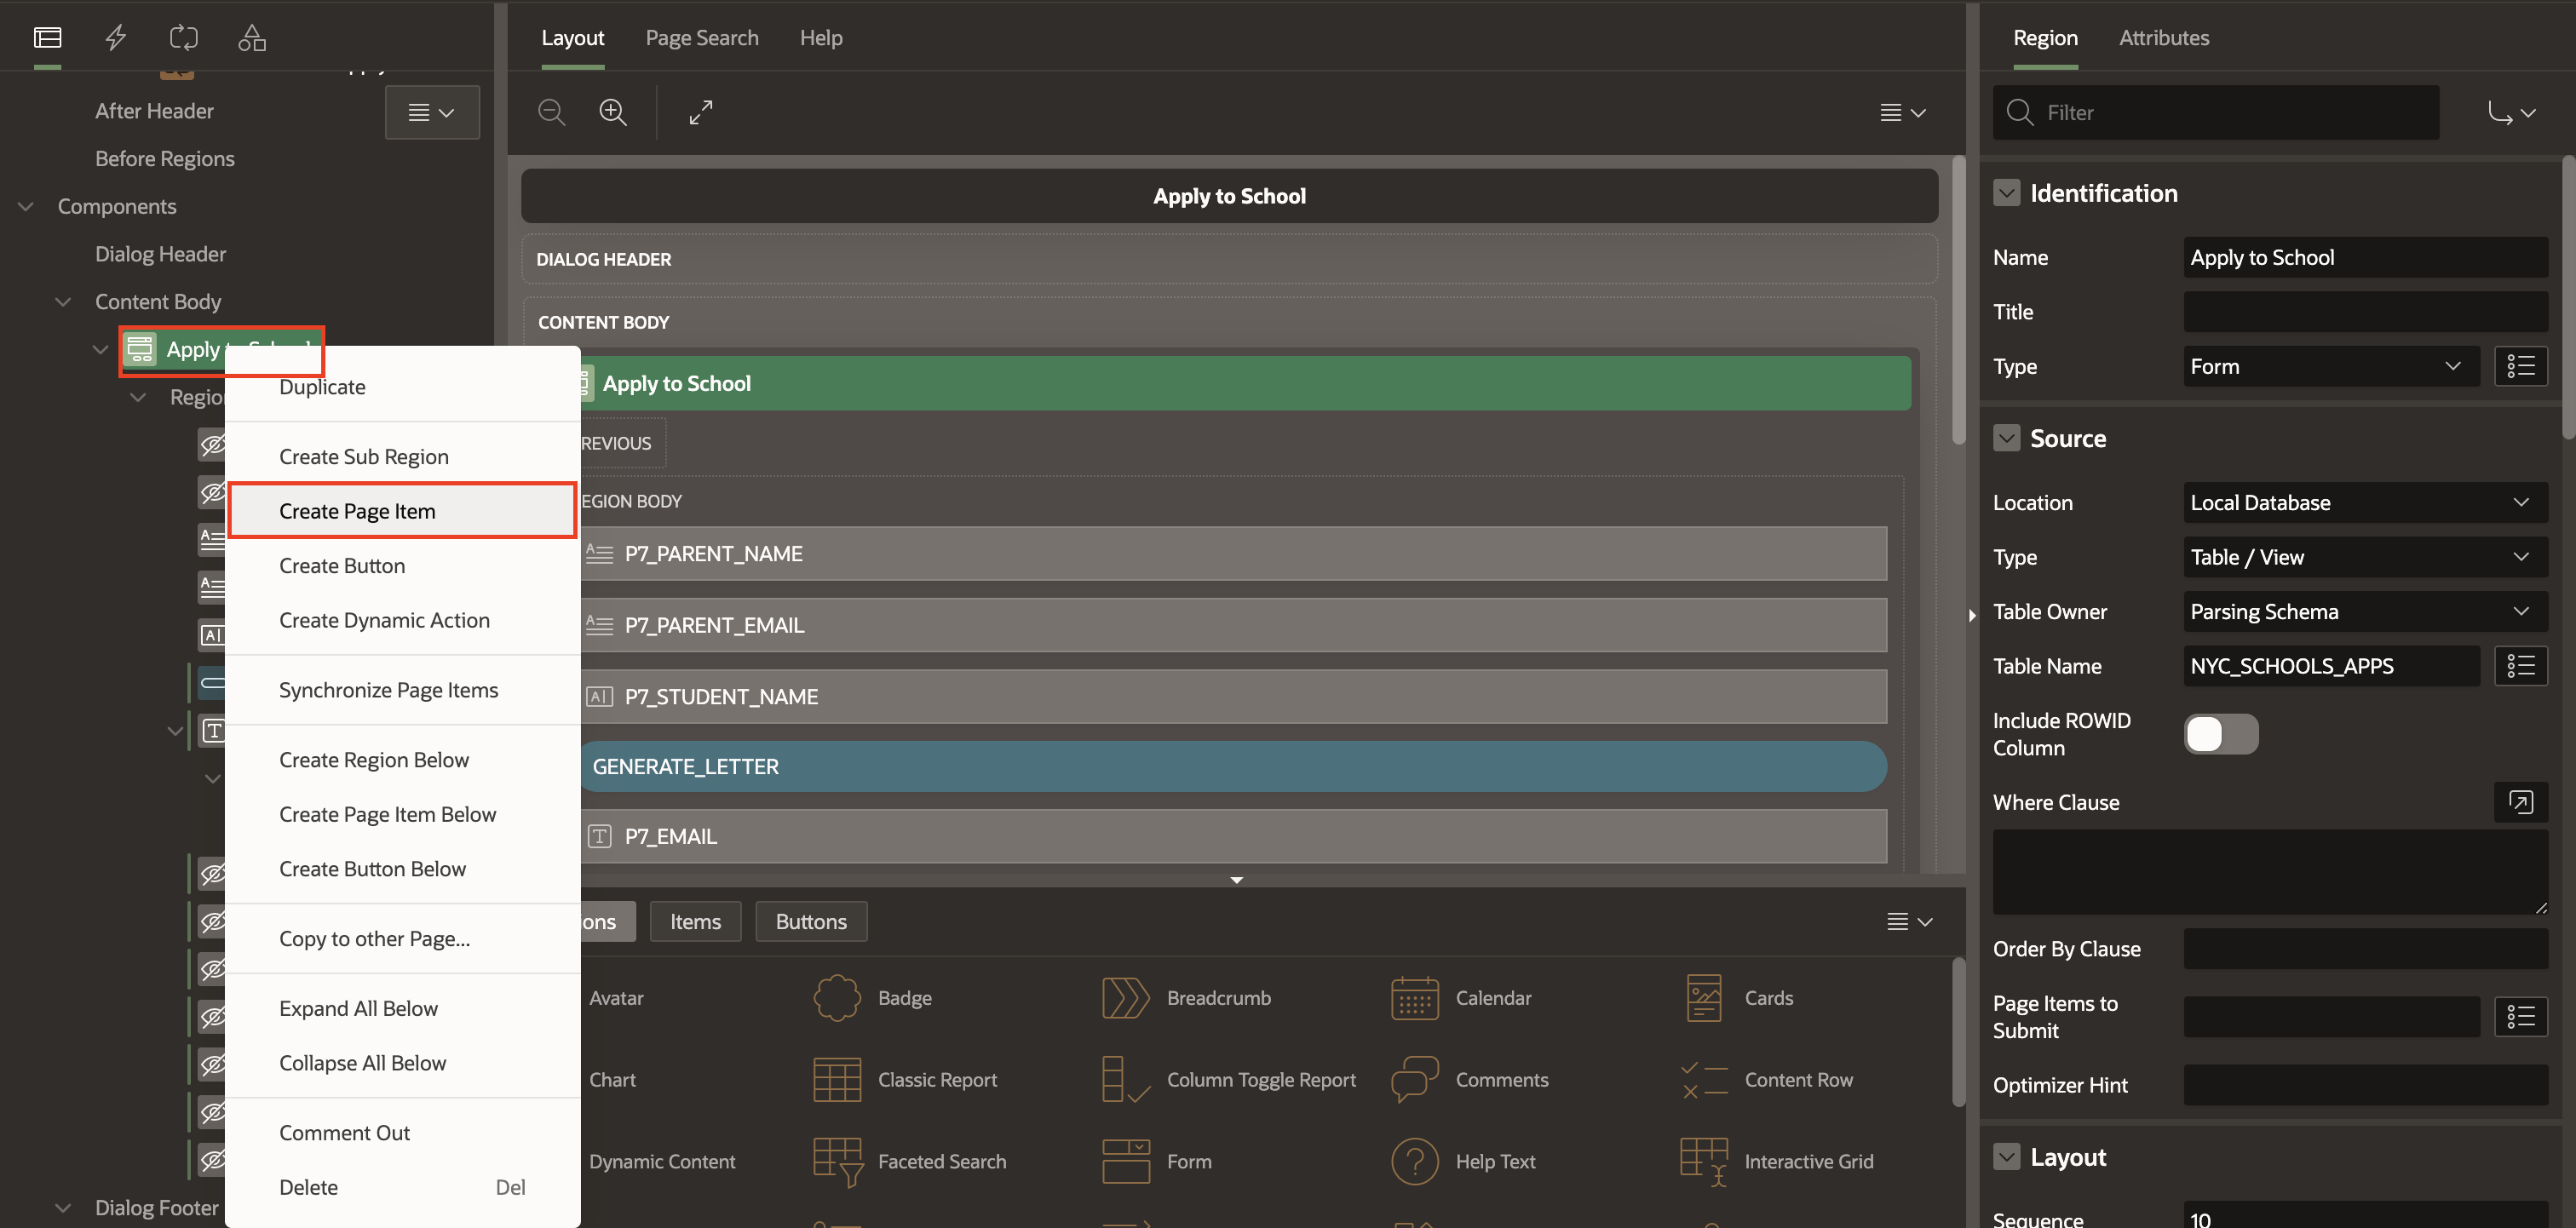 After Header
Before Regions
Components
Dialog Header
Content Body
Apply
Duplicate
Create Sub Region
Create Page Item
Create Button
Create Dynamic Action
Synchronize Page Items
Create Region Below
Create Page Item Below
Create Button Below
Copy to other Page...
Expand All Below
Collapse All Below
Comment Out
Delete Del
Dialog Footer
Layout Page Search Help
Apply to School
DIALOG HEADER
CONTENT BODY
Apply to School
REVIOUS
EGION BODY
P7_PARENT_NAME
P7_PARENT_EMAIL
P7_STUDENT_NAME
GENERATE_LETTER
P7_EMAIL
ons Items Buttons
Avatar Badge Breadcrumb Calendar Cards
Chart Classic Report Column Toggle Report Comments Content Row
Dynamic Content Faceted Search Form Help Text Interactive Grid
Region Attributes
Filter
Identification
Name Apply to School
Title
Type Form
Source
Location Local Database
Type Table / View
Table Owner Parsing Schema
Table Name NYC_SCHOOLS_APPS
Include ROWID
Column
Where Clause
Order By Clause
Page Items to
Submit
Optimizer Hint
Layout
Sequence 10